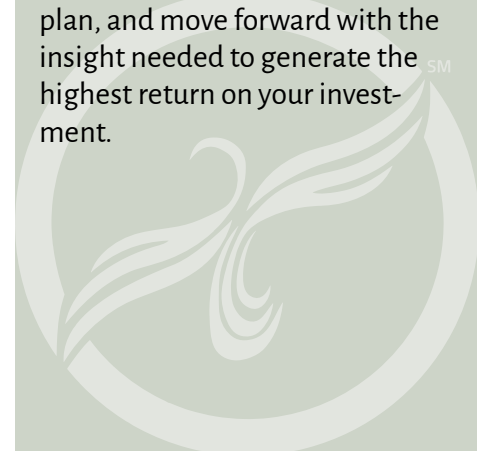 plan, and move forward with the
insight needed to generate the
SM
highest return on your invest-
ment.